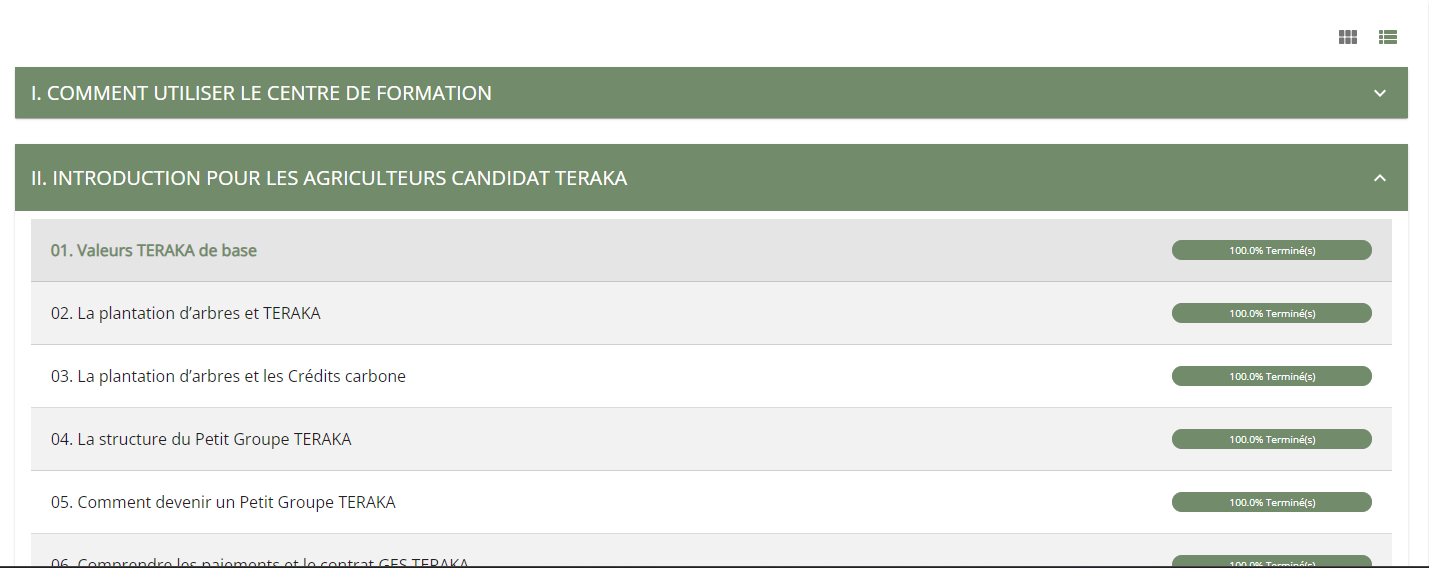 I. COMMENT UTILISER LE CENTRE DE FORMATION
II. INTRODUCTION POUR LES AGRICULTEURS CANDIDAT TERAKA
01. Valeurs TERAKA de base
100.0% Terminé(s)
02. La plantation d’arbres et TERAKA
100.0% Terminé(s)
03. La plantation d’arbres et les Crédits carbone
100.0% Terminé(s)
04. La structure du Petit Groupe TERAKA
100.0% Terminé(s)
05. Comment devenir un Petit Groupe TERAKA
100.0% Terminé(s)
06. Comprendre les paiements et le contrat GES TERAKA
100.0% Terminé(s)